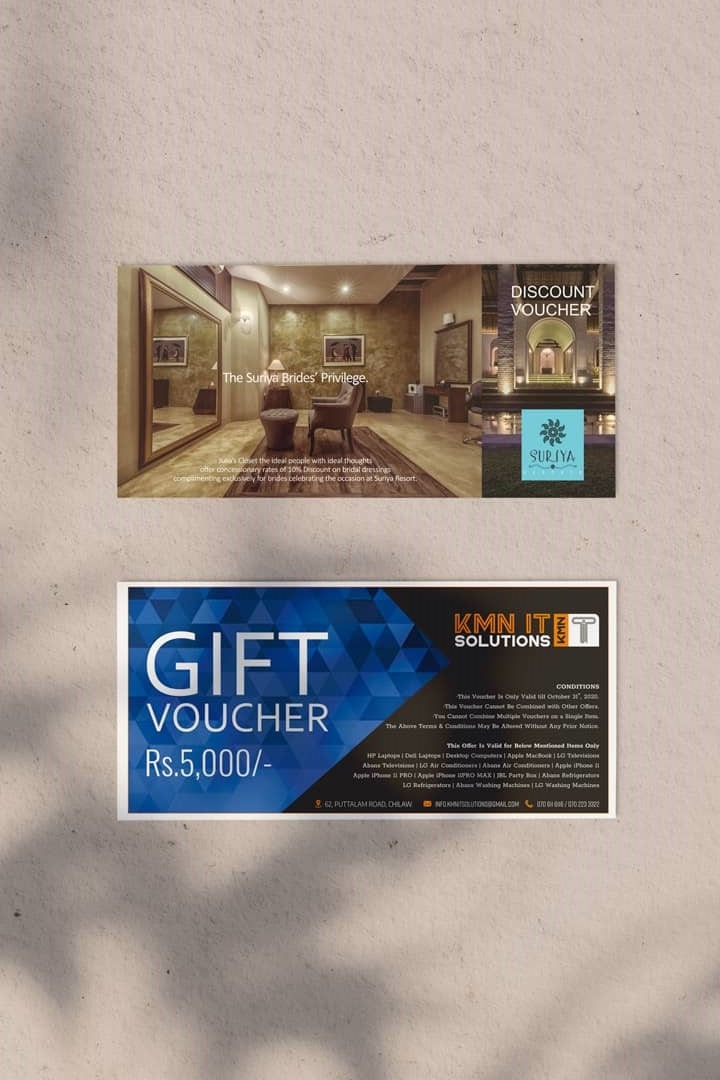 DISCOUNT
VOUCHER
The Suriya Brides' Privilege.
SURIYA
Julia's Closet the ideal people with ideal thoughts
offer concessionary rates of 10% Discount on bridal dressings
complimenting exclusively for brides celebrating the occasion at Suriya Resort.
GIFT
VOUCHER
Rs.5,000/-
KMN IT
SOLUTIONS
KMN
CONDITIONS
·This Voucher Is Only Valid till October 31st, 2020.
·This Voucher Cannot Be Combined with Other Offers.
·You Cannot Combine Multiple Vouchers on a Single Item.
·The Above Terms & Conditions May Be Altered Without Any Prior Notice.
This Offer Is Valid for Below Mentioned Items Only
HP Laptops | Dell Laptops | Desktop Computers | Apple MacBook | LG Televisions
Abans Televisions | LG Air Conditioners | Abans Air Conditioners | Apple iPhone 11
Apple iPhone 11 PRO | Apple iPhone 11PRO MAX | JBL Party Box | Abans Refrigerators
LG Refrigerators | Abans Washing Machines | LG Washing Machines
62, PUTTALAM ROAD, CHILAW
INFO.KMNITSOLUTIONS@GMAIL.COM